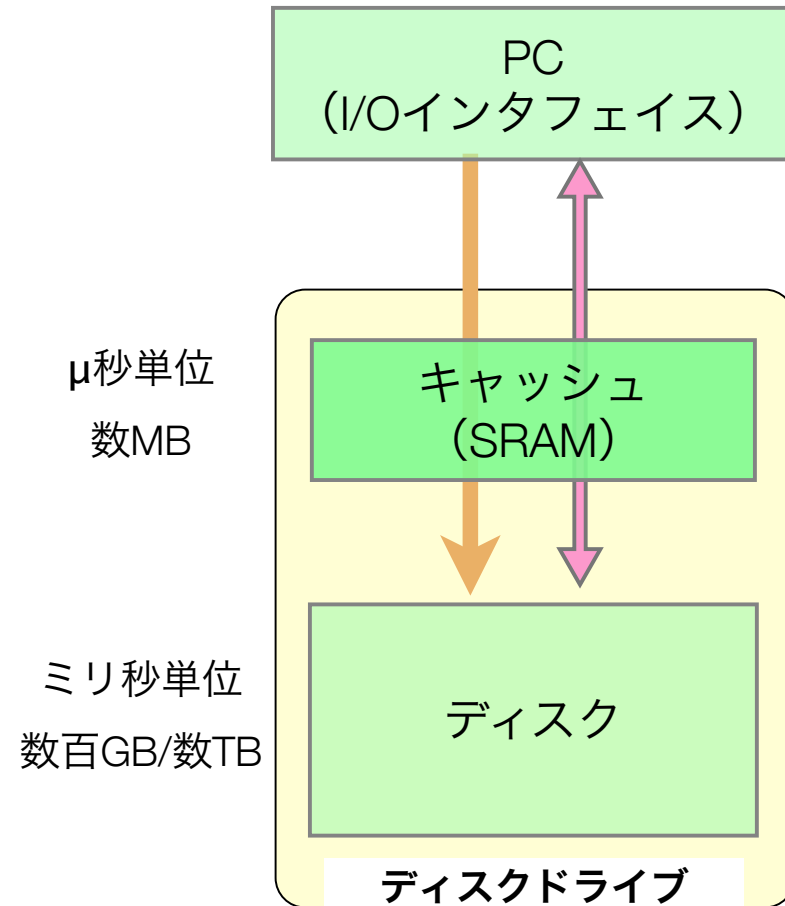 PC
（I/Oインタフェイス）
μ秒単位
数MB
キャッシュ
（SRAM）
ミリ秒単位
数百GB/数TB
ディスク
ディスクドライブ